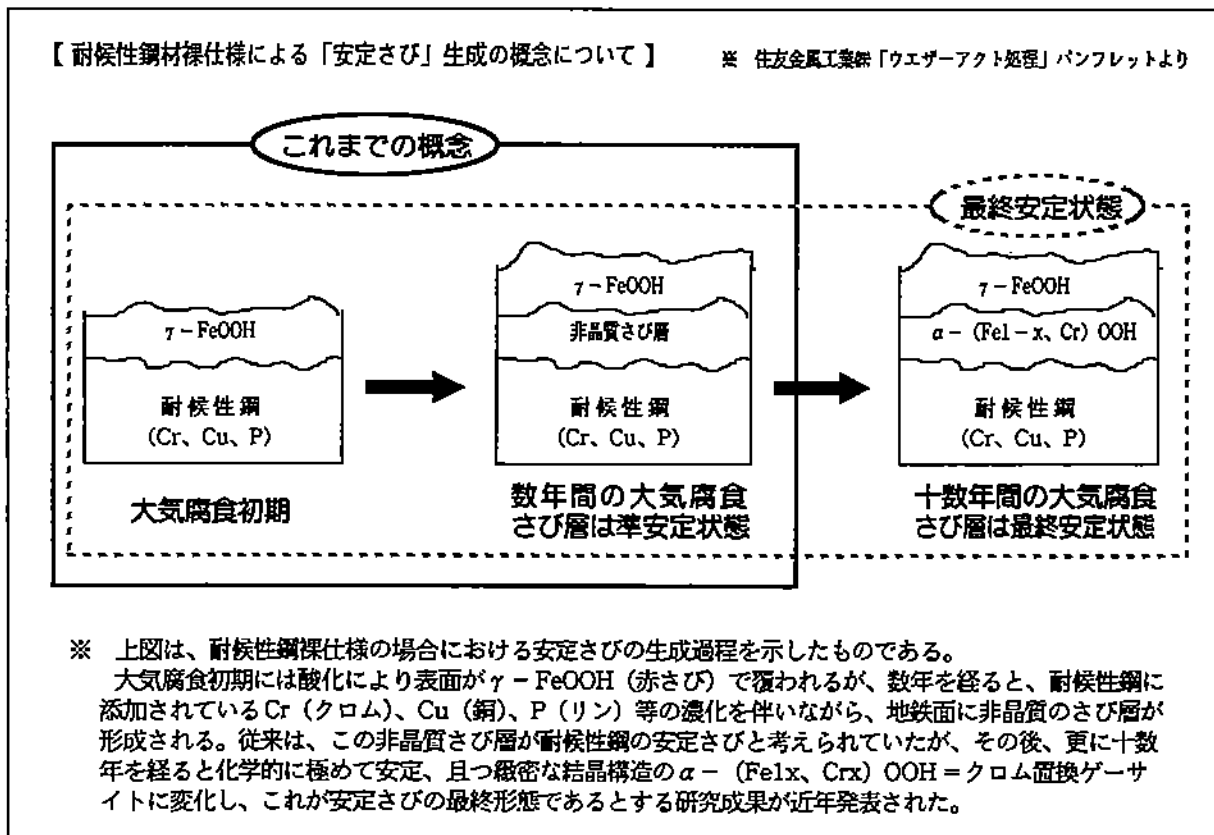 【 耐候性鋼材裸仕様による「安定さび」生成の概念について 】
※ 住友金属工業㈱「ウエザーアクト処理」パンフレットより
これまでの概念
最終安定状態
γ－FeOOH
耐候性鋼
(Cr、Cu、P)
大気腐食初期
γ－FeOOH
非晶質さび層
耐候性鋼
(Cr、Cu、P)
数年間の大気腐食
さび層は準安定状態
γ－FeOOH
α－(Fe1－x、Cr) OOH
耐候性鋼
(Cr、Cu、P)
十数年間の大気腐食
さび層は最終安定状態
※ 上図は、耐候性鋼裸仕様の場合における安定さびの生成過程を示したものである。
大気腐食初期には酸化により表面がγ－FeOOH（赤さび）で覆われるが、数年を経ると、耐候性鋼に
添加されているCr（クロム）、Cu（銅）、P（リン）等の濃化を伴いながら、地鉄面に非晶質のさび層が
形成される。従来は、この非晶質さび層が耐候性鋼の安定さびと考えられていたが、その後、更に十数
年を経ると化学的に極めて安定、且つ緻密な結晶構造のα－（Fe1x、Crx）OOH＝クロム置換ゲーサ
イトに変化し、これが安定さびの最終形態であるとする研究成果が近年発表された。